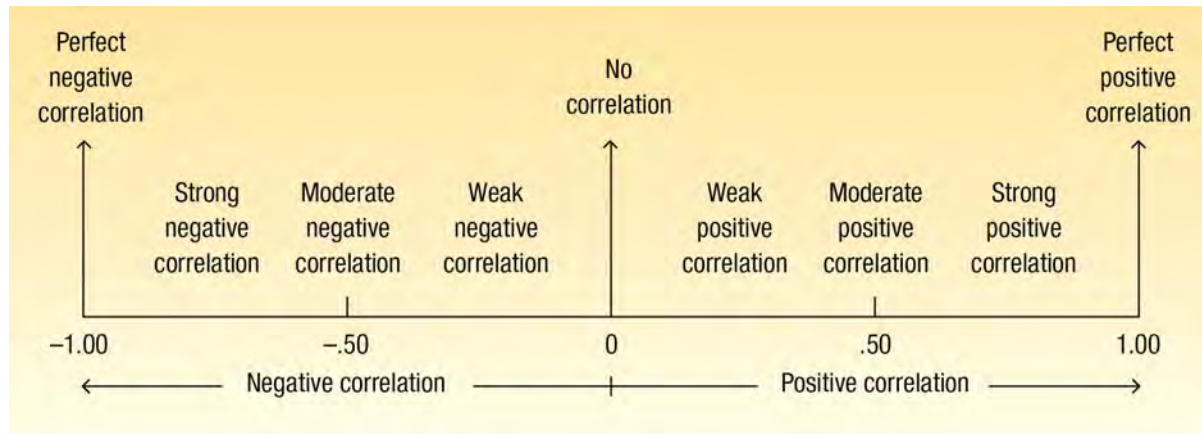 Perfect
negative
correlation
No
correlation
Perfect
positive
correlation
Strong
negative
correlation
Moderate
negative
correlation
Weak
negative
correlation
Weak
positive
correlation
Moderate
positive
correlation
Strong
positive
correlation
–1.00
–.50
0
.50
1.00
Negative correlation
Positive correlation